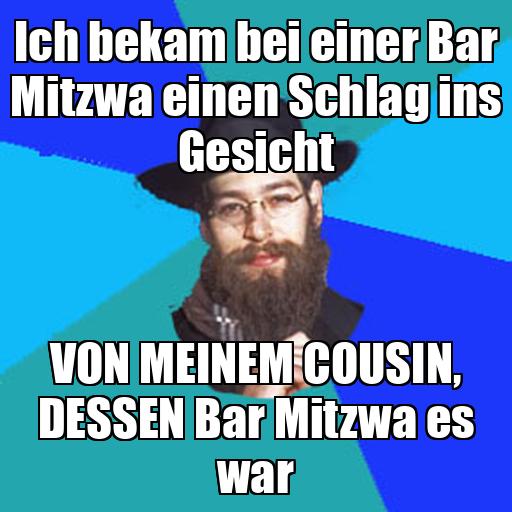 Ich bekam bei einer Bar
Mitzwa einen Schlag ins
Gesicht
VON MEINEM COUSIN,
DESSEN Bar Mitzwa es
war